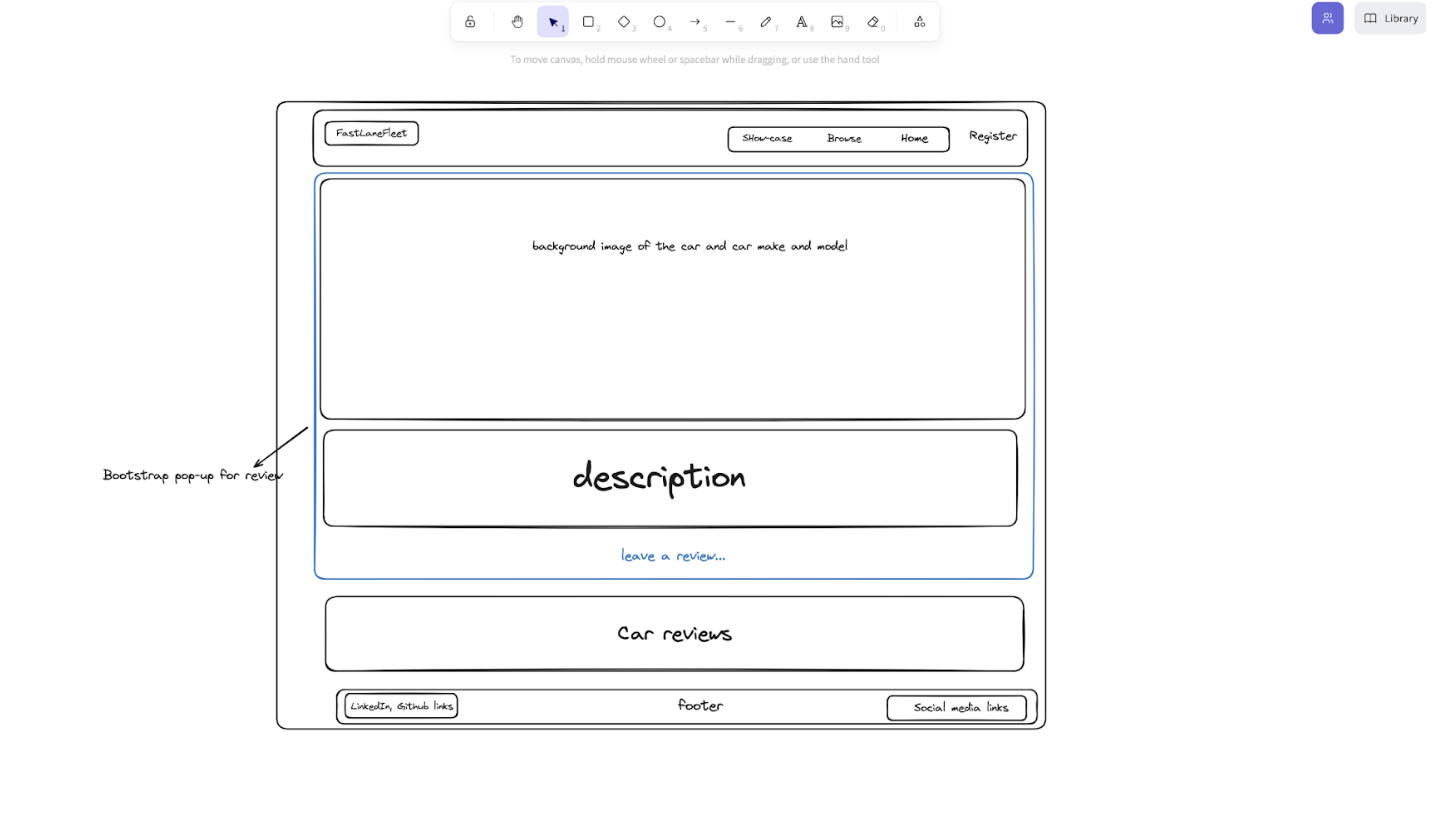 1
2
3
4
5
6
7
8
9
0
Library
To move canvas, hold mouse wheel or spacebar while dragging, or use the hand tool
FastLaneFleet
SHow-case Browse Home Register
background image of the car and car make and model
Bootstrap pop-up for review
description
leave a review...
Car reviews
LinkedIn, Github links footer Social media links